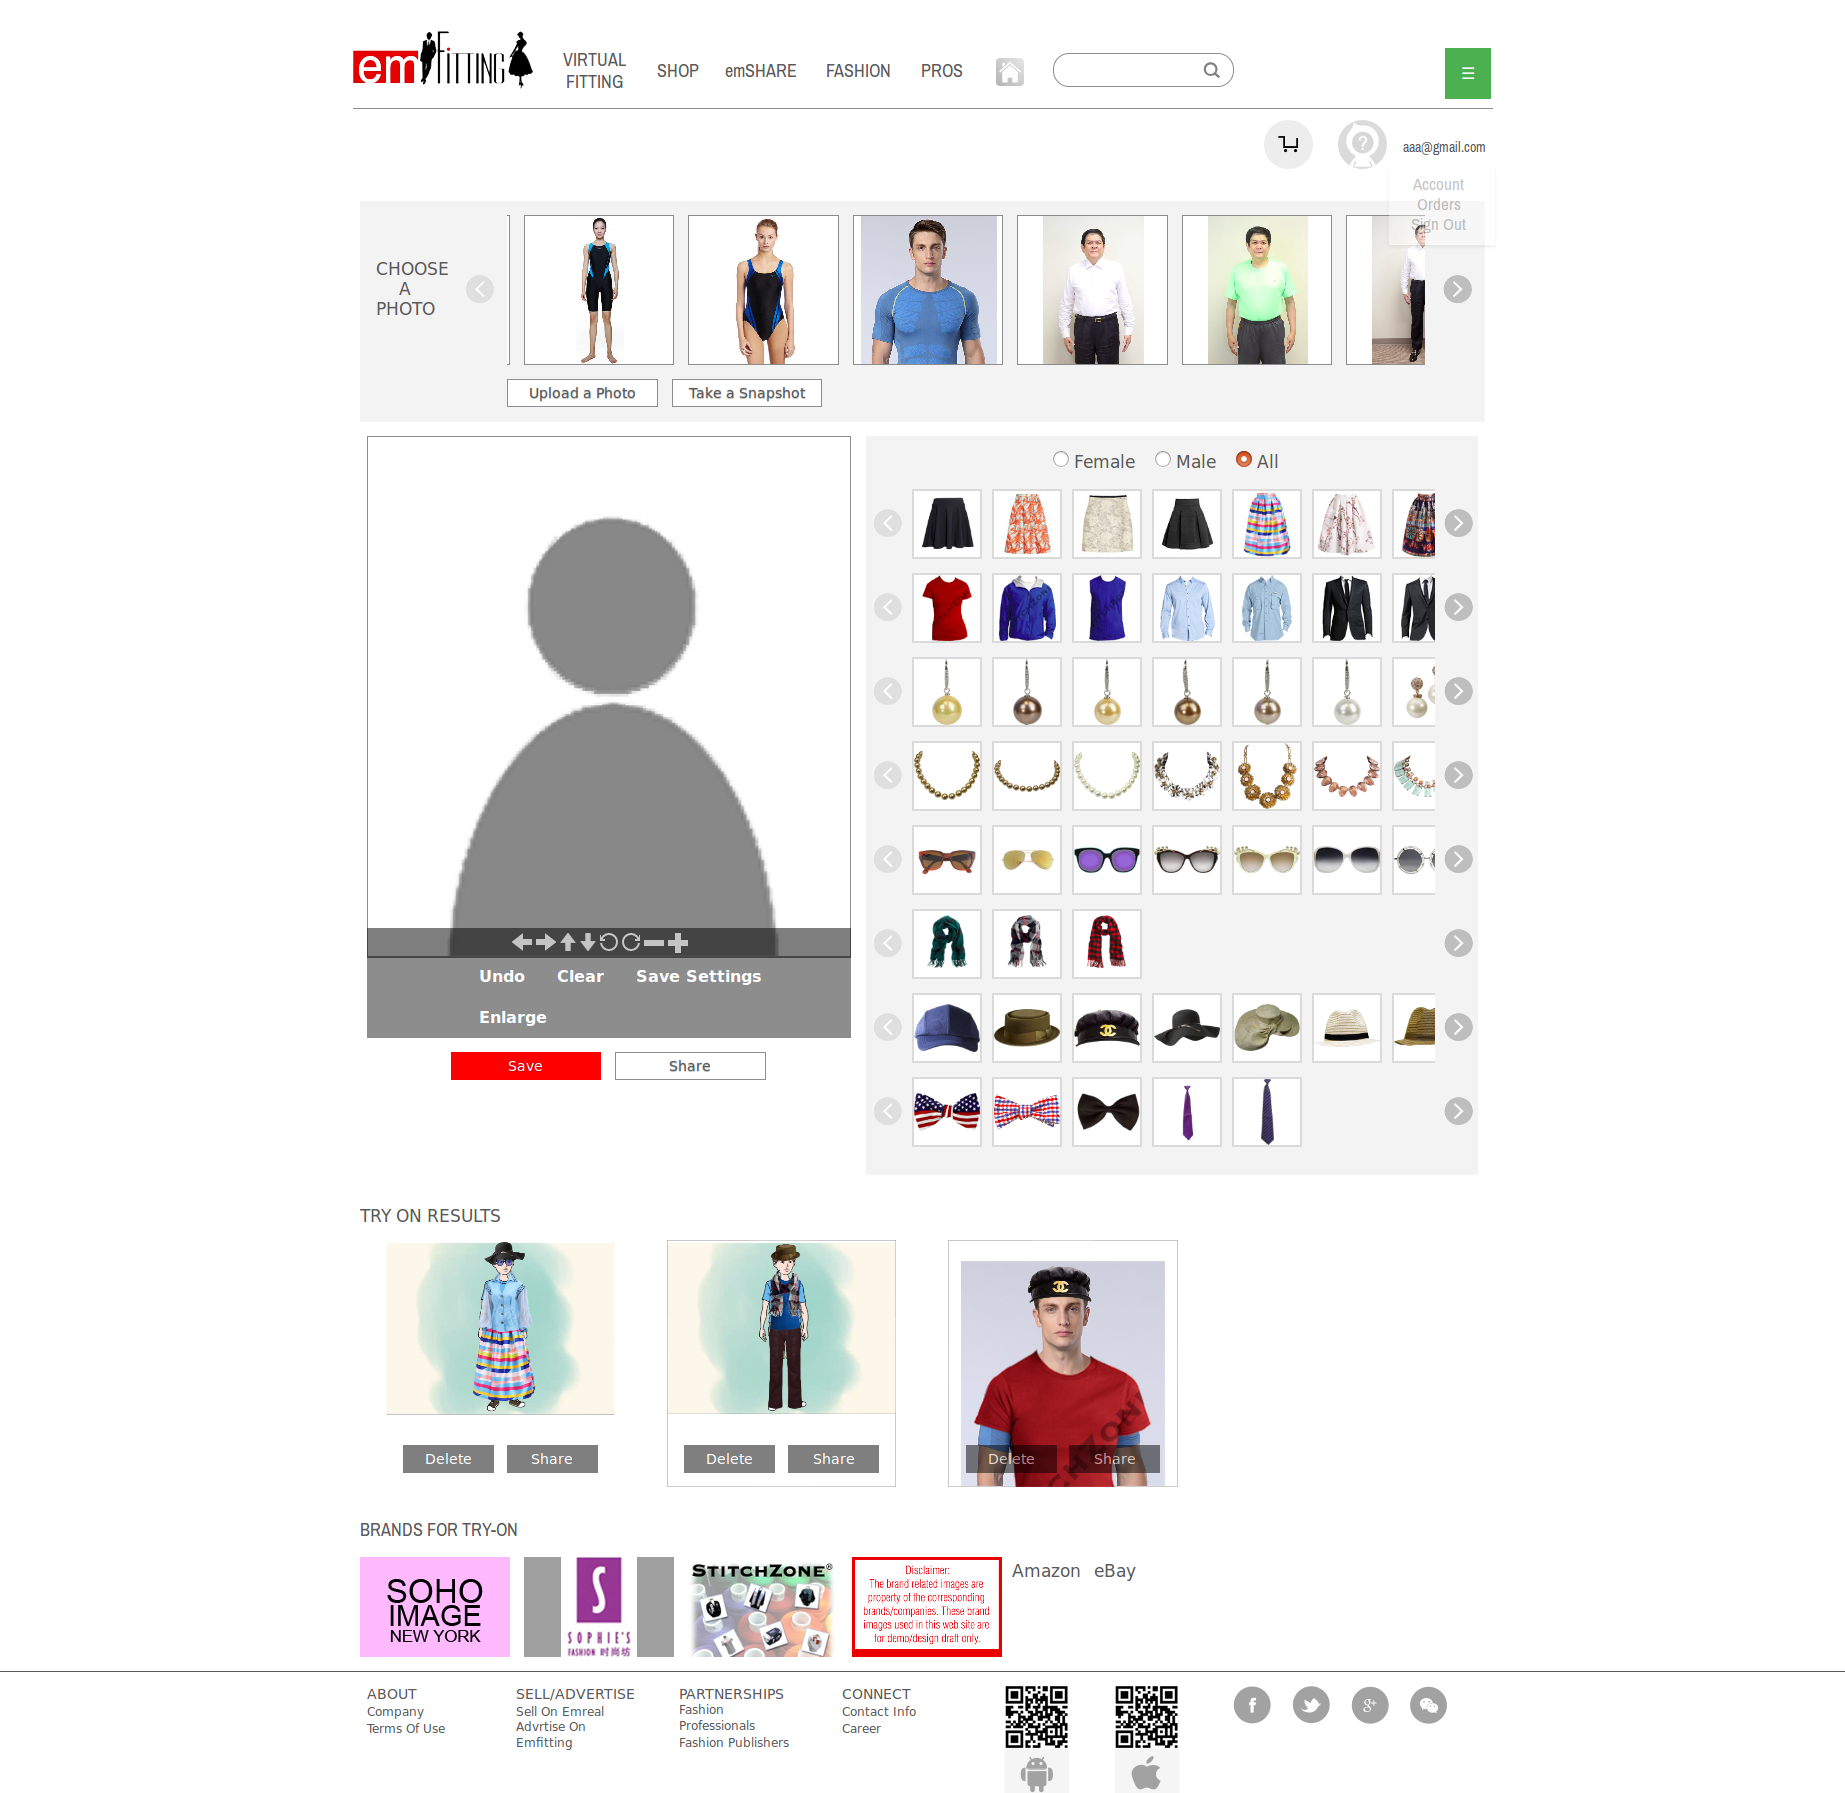 emFITTING
VIRTUAL
FITTING
SHOP
emSHARE
FASHION
PROS
aaa@gmail.com
Account
Orders
Sign Out
CHOOSE
A
PHOTO
Upload a Photo
Take a Snapshot
Female
Male
All
Undo
Clear
Save Settings
Enlarge
Save
Share
TRY ON RESULTS
Delete
Share
Delete
Share
Delete
Share
BRANDS FOR TRY-ON
SOHO
IMAGE
NEW YORK
S
SOPHIE'S
FASHION 时尚坊
STITCHZONE®
Disclaimer:
The brand related images are
property of the corresponding
brands/companies. These brand
images used in this web site are
for demo/design draft only.
Amazon
eBay
ABOUT
Company
Terms Of Use
SELL/ADVERTISE
Sell On Emreal
Advrtise On
Emfitting
PARTNERSHIPS
Fashion
Professionals
Fashion Publishers
CONNECT
Contact Info
Career